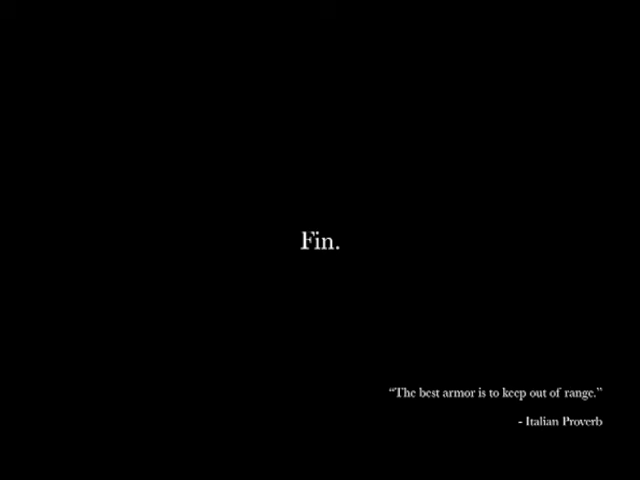 Fin.
“The best armor is to keep out of range.”
- Italian Proverb